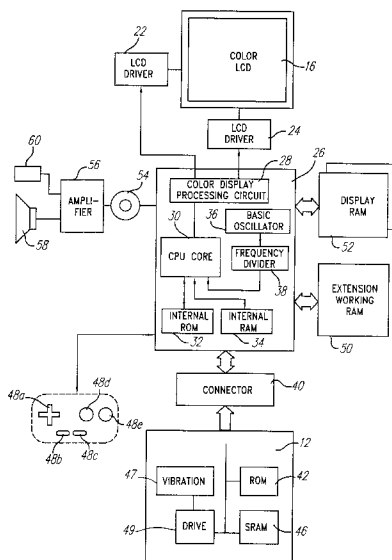 22
LCD
DRIVER
COLOR
LCD
16
LCD
DRIVER
24
60
56
54
AMPLI-
FIER
58
28
26
COLOR DISPLAY
PROCESSING CIRCUIT
30
36
BASIC
OSCILLATOR
CPU CORE
FREQUENCY
DIVIDER
38
INTERNAL
ROM
32
INTERNAL
RAM
34
DISPLAY
RAM
52
EXTENSION
WORKING
RAM
50
CONNECTOR
40
48a
48d
48e
48b
48c
12
47
VIBRATION
ROM
42
49
DRIVE
SRAM
46